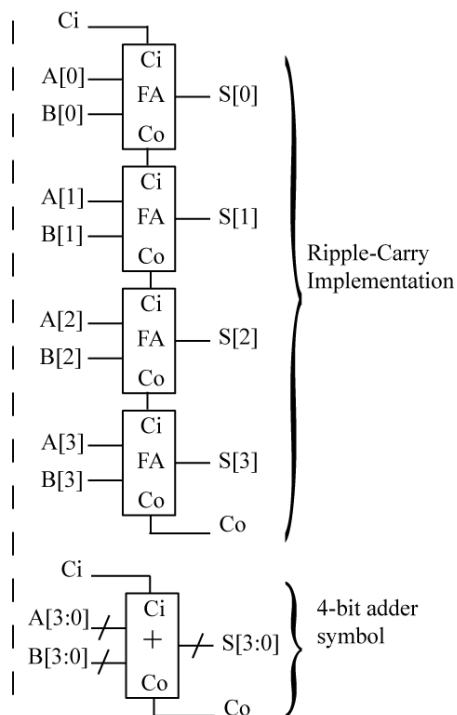 Ci
Ci
A[0]
FA
S[0]
B[0]
Co
Ci
A[1]
FA
S[1]
B[1]
Co
Ripple-Carry
Implementation
Ci
A[2]
FA
S[2]
B[2]
Co
Ci
A[3]
FA
S[3]
B[3]
Co
Co
Ci
Ci
A[3:0]
+
S[3:0]
B[3:0]
Co
Co
4-bit adder
symbol